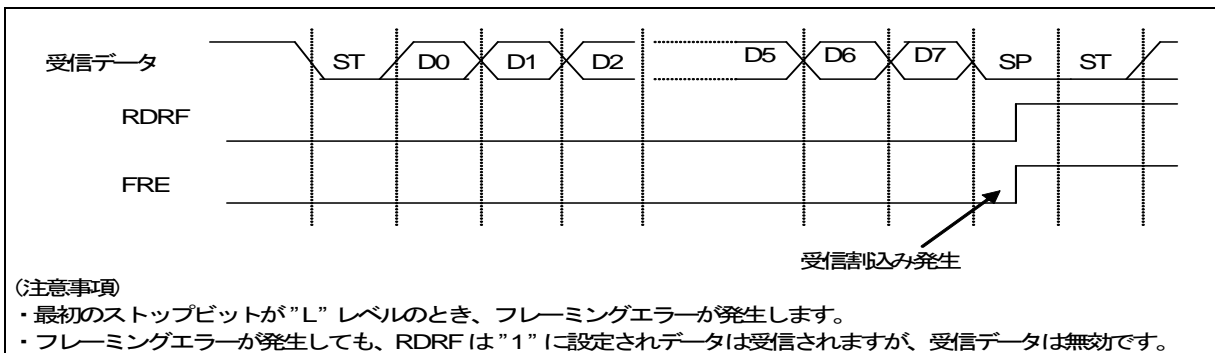 受信データ ST D0 D1 D2 D5 D6 D7 SP ST
RDRF
FRE
受信割込み発生
(注意事項)
・最初のストップビットが"L" レベルのとき、フレーミングエラーが発生します。
・フレーミングエラーが発生しても、RDRF は"1" に設定されデータは受信されますが、受信データは無効です。